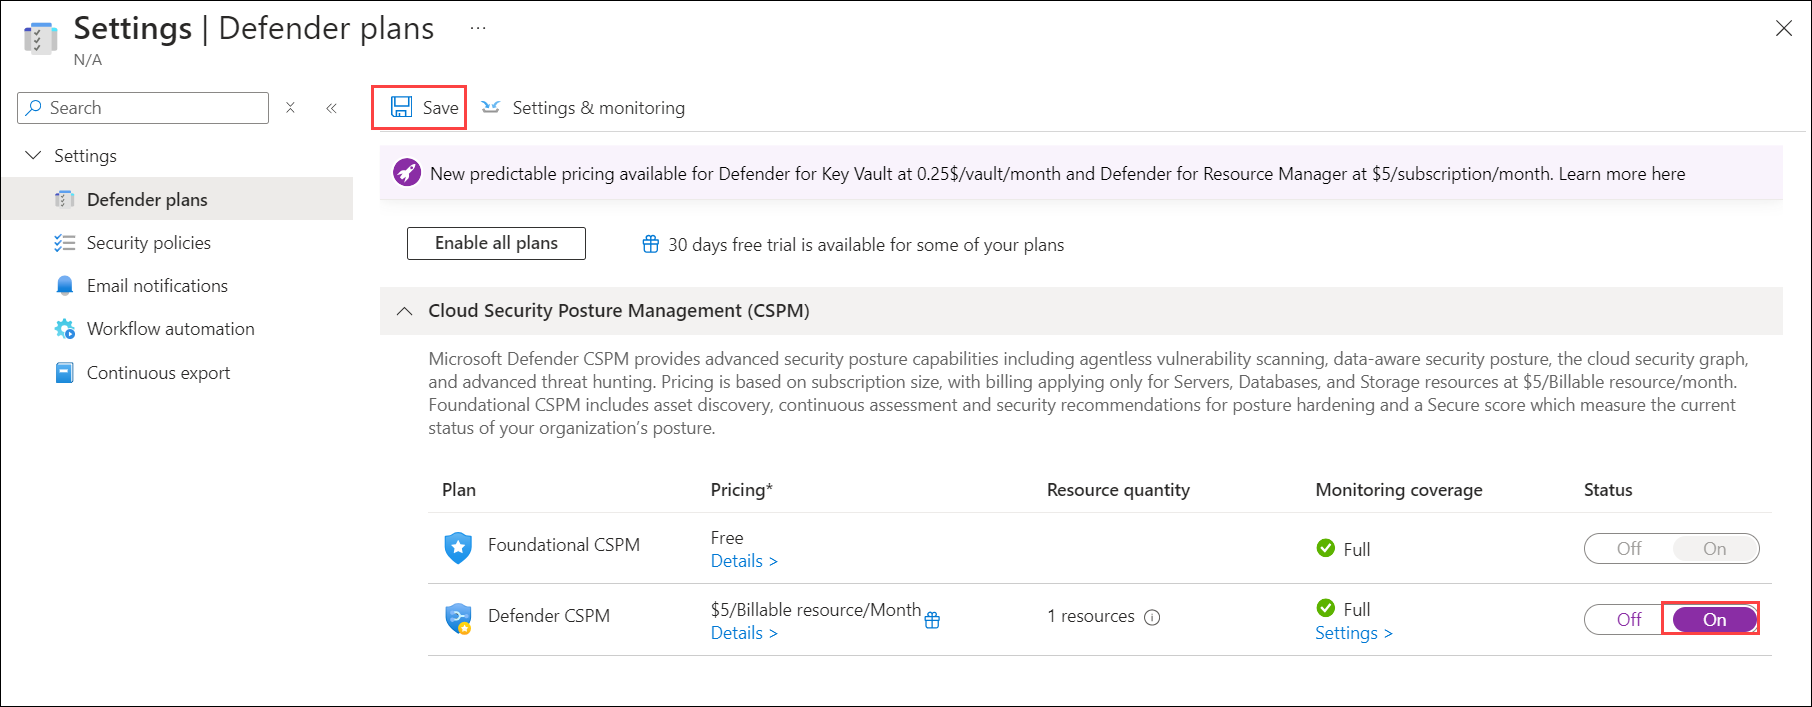 Settings | Defender plans ...
N/A
Search
Save
Settings & monitoring
Settings
Defender plans
Security policies
Email notifications
Workflow automation
Continuous export
New predictable pricing available for Defender for Key Vault at 0.25$/vault/month and Defender for Resource Manager at $5/subscription/month. Learn more here
Enable all plans
30 days free trial is available for some of your plans
Cloud Security Posture Management (CSPM)
Microsoft Defender CSPM provides advanced security posture capabilities including agentless vulnerability scanning, data-aware security posture, the cloud security graph,
and advanced threat hunting. Pricing is based on subscription size, with billing applying only for Servers, Databases, and Storage resources at $5/Billable resource/month.
Foundational CSPM includes asset discovery, continuous assessment and security recommendations for posture hardening and a Secure score which measure the current
status of your organization’s posture.
Plan Pricing* Resource quantity Monitoring coverage Status
Foundational CSPM Free Full Off On
Details >
Defender CSPM $5/Billable resource/Month 1 resources Full Off On
Details > Settings >